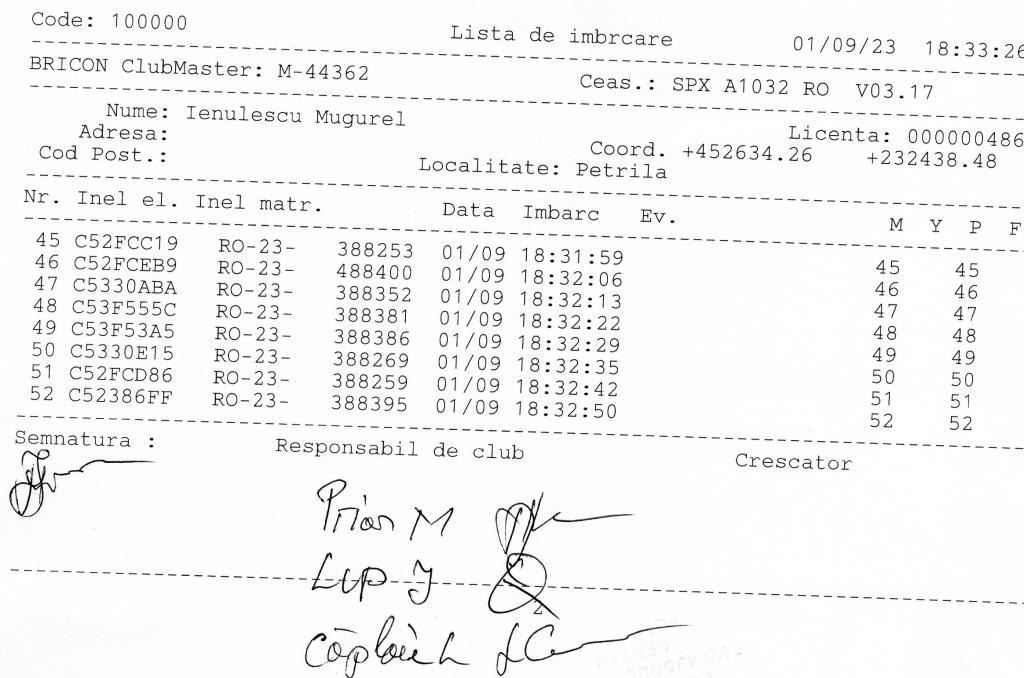 Code: 100000 Lista de imbrcare 01/09/23 18:33:26
BRICON ClubMaster: M-44362 Ceas.: SPX A1032 RO V03.17
Nume: Ienulescu Mugurel Licenta: 000000486
Adresa: Coord. +452634.26 +232438.48
Cod Post.: Localitate: Petrila
Nr. Inel el. Inel matr. Data Imbarc Ev. M Y P F
45 C52FCC19 RO-23- 388253 01/09 18:31:59 45 45
46 C52FCEB9 RO-23- 488400 01/09 18:32:06 46 46
47 C5330ABA RO-23- 388352 01/09 18:32:13 47 47
48 C53F555C RO-23- 388381 01/09 18:32:22 48 48
49 C53F53A5 RO-23- 388386 01/09 18:32:29 49 49
50 C5330E15 RO-23- 388269 01/09 18:32:35 50 50
51 C52FCD86 RO-23- 388259 01/09 18:32:42 51 51
52 C52386FF RO-23- 388395 01/09 18:32:50 52 52
Semnatura : Responsabil de club Crescator
M
Lup J
2